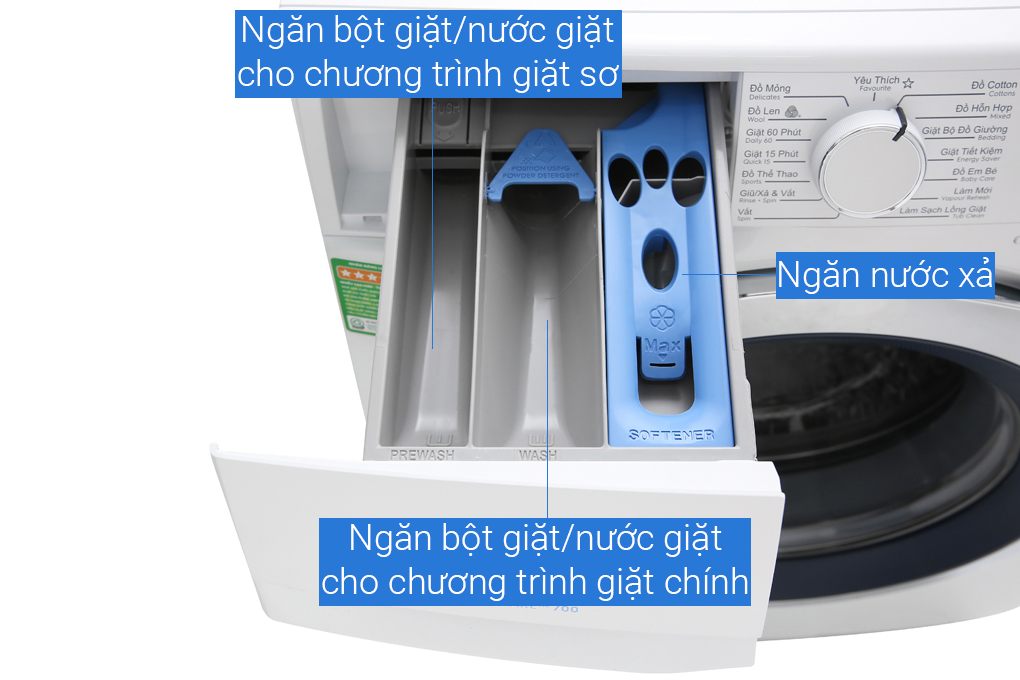 Ngăn bột giặt/nước giặt
cho chương trình giặt sơ
PUSH
POSITION USING
POWDER DETERGENT
Yêu Thích
Favourite
Đồ Mỏng
Delicates
Đồ Len
Wool
Giặt 60 Phút
Daily 60
Giặt 15 Phút
Quick 15
Đồ Thể Thao
Sports
Giũ/Xả & Vắt
Rinse + Spin
Vắt
Spin
Đồ Cotton
Cottons
Đồ Hỗn Hợp
Mixed
Giặt Bộ Đồ Giường
Bedding
Giặt Tiết Kiệm
Energy Saver
Đồ Em Bé
Baby Care
Làm Mới
Vapour Refresh
Làm Sạch Lồng Giặt
Tub Clean
Ngăn nước xả
Max
SOFTENER
PREWASH
WASH
Ngăn bột giặt/nước giặt
cho chương trình giặt chính